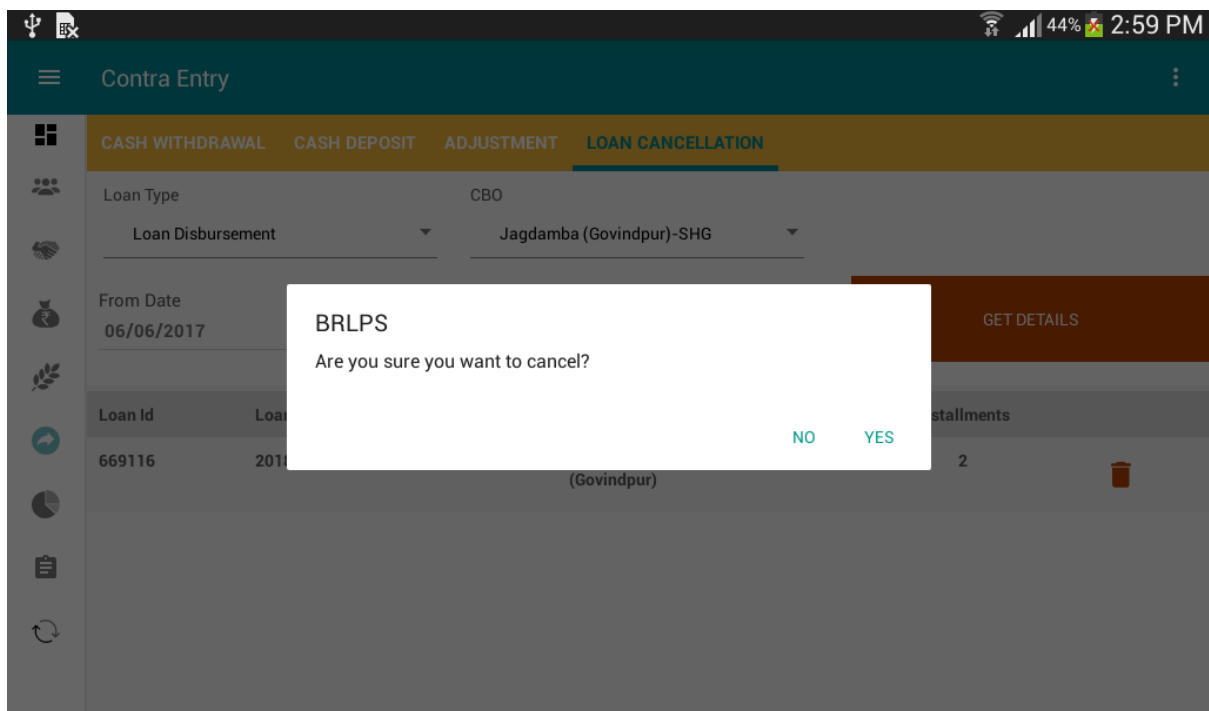 44% 2:59 PM
Contra Entry
CASH WITHDRAWAL CASH DEPOSIT ADJUSTMENT LOAN CANCELLATION
Loan Type CBO
Loan Disbursement Jagdamba (Govindpur)-SHG
From Date
06/06/2017
GET DETAILS
BRLPS
Are you sure you want to cancel?
NO YES
Loan Id
669116 2
(Govindpur)